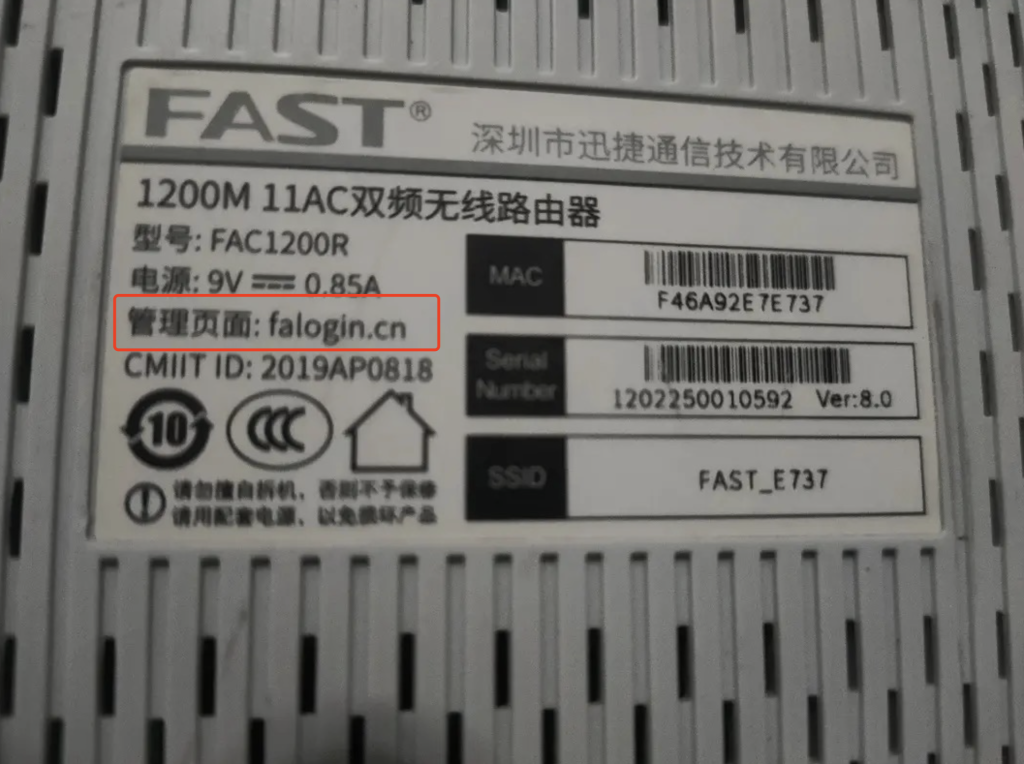 FAST®
深圳市迅捷通信技术有限公司
1200M 11AC双频无线路由器
型号: FAC1200R
电源: 9V ⎓ 0.85A
管理页面: falogin.cn
CMIIT ID: 2019AP0818
10
CCC
请勿擅自拆机，否则不予保修
请用配套电源，以免损坏产品
MAC
F46A92E7E737
Serial
Number
1202250010592 Ver:8.0
SSID
FAST_E737